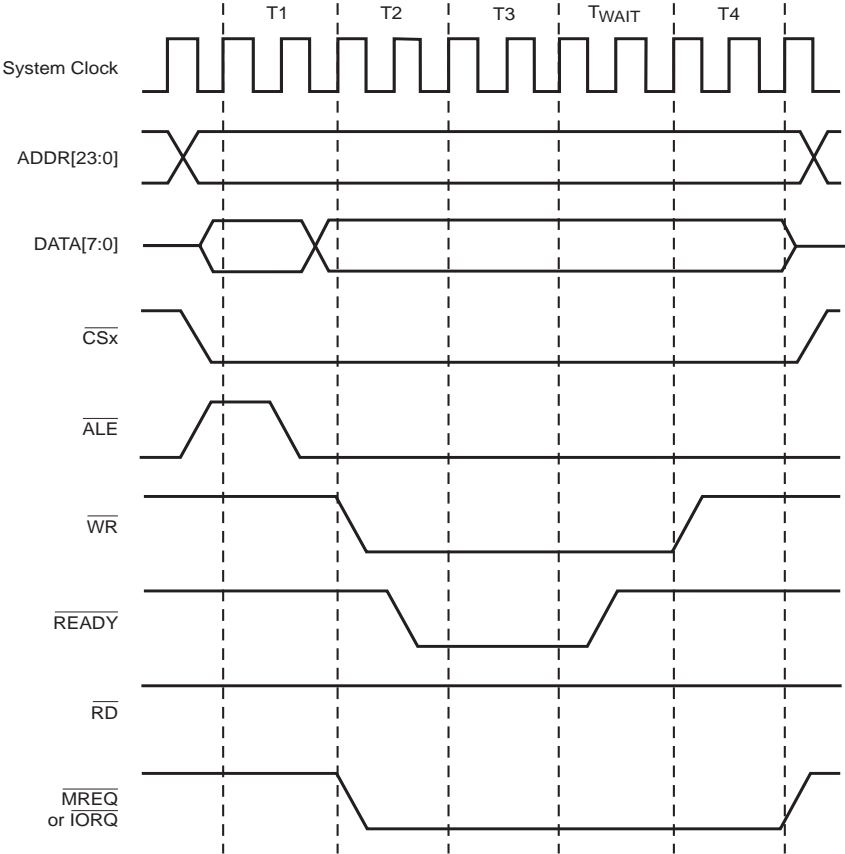 T1 T2 T3 TWAIT T4
System Clock
ADDR[23:0]
DATA[7:0]
CSx
ALE
WR
READY
RD
MREQ
or IORQ